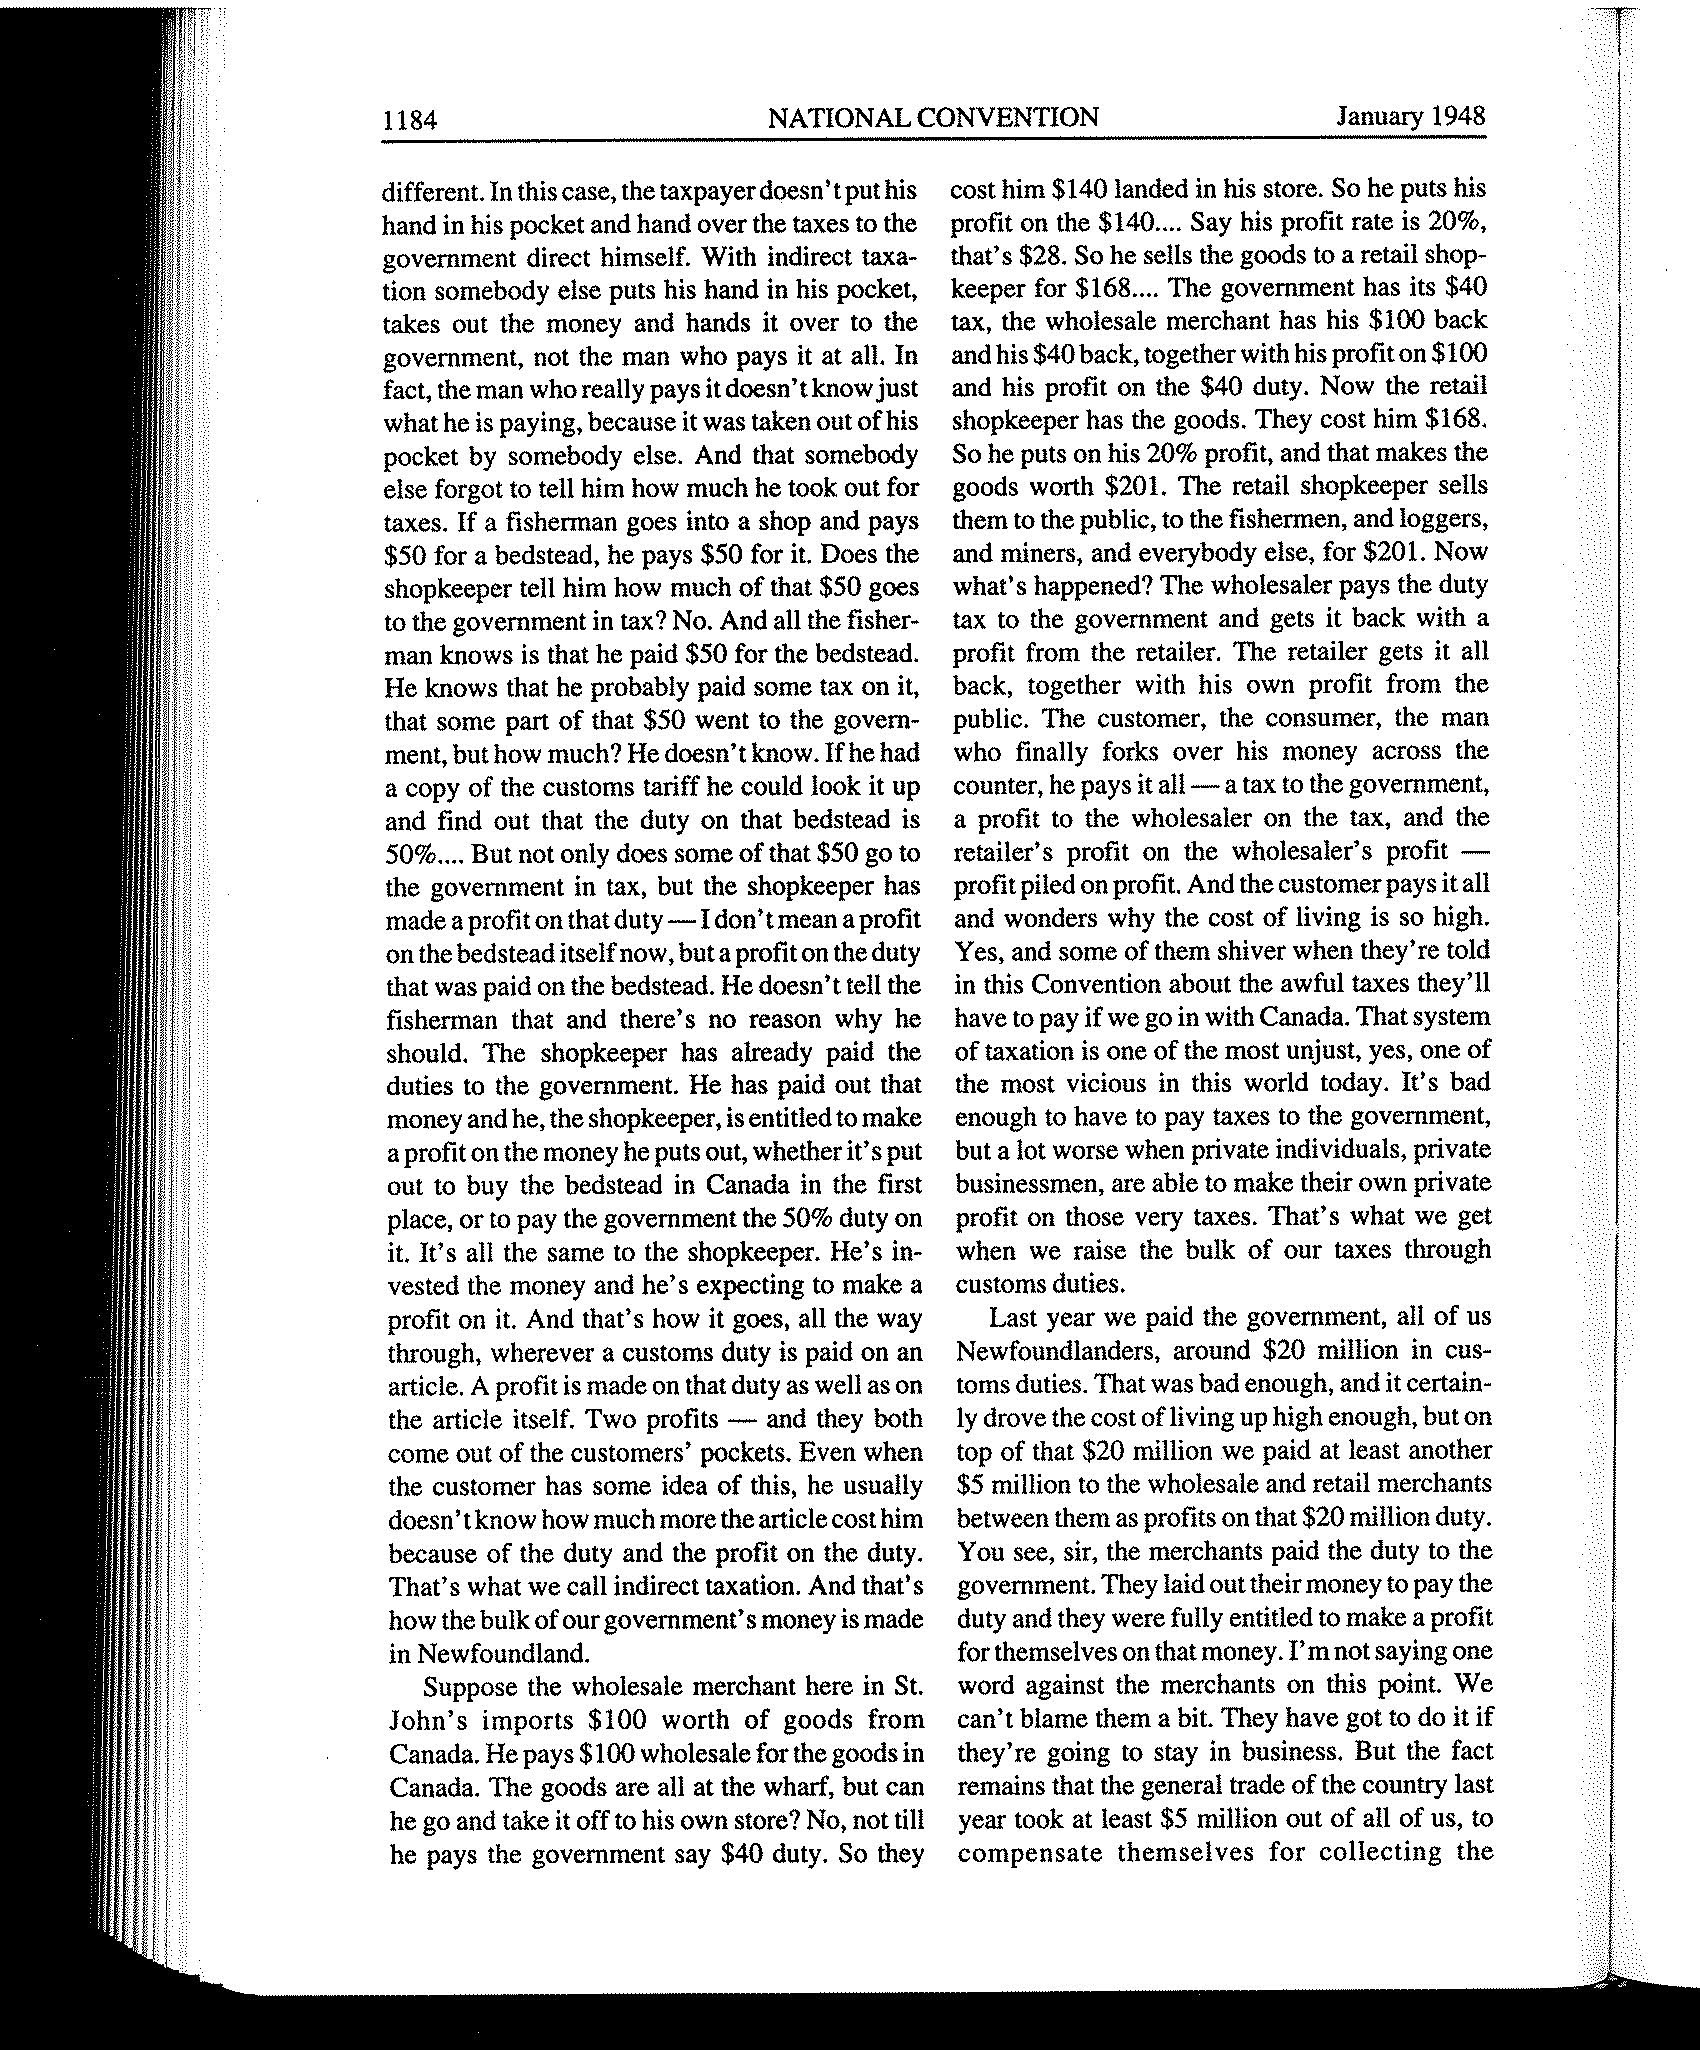 1184
NATIONAL CONVENTION
January 1948
different. In this case, the taxpayer doesn't put his
hand in his pocket and hand over the taxes to the
government direct himself. With indirect taxa-
tion somebody else puts his hand in his pocket,
takes out the money and hands it over to the
government, not the man who pays it at all. In
fact, the man who really pays it doesn't know just
what he is paying, because it was taken out of his
pocket by somebody else. And that somebody
else forgot to tell him how much he took out for
taxes. If a fisherman goes into a shop and pays
$50 for a bedstead, he pays $50 for it. Does the
shopkeeper tell him how much of that $50 goes
to the government in tax? No. And all the fisher-
man knows is that he paid $50 for the bedstead.
He knows that he probably paid some tax on it,
that some part of that $50 went to the govern-
ment, but how much? He doesn't know. If he had
a copy of the customs tariff he could look it up
and find out that the duty on that bedstead is
50%.... But not only does some of that $50 go to
the government in tax, but the shopkeeper has
made a profit on that duty — I don't mean a profit
on the bedstead itself now, but a profit on the duty
that was paid on the bedstead. He doesn't tell the
fisherman that and there's no reason why he
should. The shopkeeper has already paid the
duties to the government. He has paid out that
money and he, the shopkeeper, is entitled to make
a profit on the money he puts out, whether it's put
out to buy the bedstead in Canada in the first
place, or to pay the government the 50% duty on
it. It's all the same to the shopkeeper. He's in-
vested the money and he's expecting to make a
profit on it. And that's how it goes, all the way
through, wherever a customs duty is paid on an
article. A profit is made on that duty as well as on
the article itself. Two profits — and they both
come out of the customers' pockets. Even when
the customer has some idea of this, he usually
doesn't know how much more the article cost him
because of the duty and the profit on the duty.
That's what we call indirect taxation. And that's
how the bulk of our government's money is made
in Newfoundland.
Suppose the wholesale merchant here in St.
John's imports $100 worth of goods from
Canada. He pays $100 wholesale for the goods in
Canada. The goods are all at the wharf, but can
he go and take it off to his own store? No, not till
he pays the government say $40 duty. So they
cost him $140 landed in his store. So he puts his
profit on the $140.... Say his profit rate is 20%,
that's $28. So he sells the goods to a retail shop-
keeper for $168.... The government has its $40
tax, the wholesale merchant has his $100 back
and his $40 back, together with his profit on $100
and his profit on the $40 duty. Now the retail
shopkeeper has the goods. They cost him $168.
So he puts on his 20% profit, and that makes the
goods worth $201. The retail shopkeeper sells
them to the public, to the fishermen, and loggers,
and miners, and everybody else, for $201. Now
what's happened? The wholesaler pays the duty
tax to the government and gets it back with a
profit from the retailer. The retailer gets it all
back, together with his own profit from the
public. The customer, the consumer, the man
who finally forks over his money across the
counter, he pays it all — a tax to the government,
a profit to the wholesaler on the tax, and the
retailer's profit on the wholesaler's profit —
profit piled on profit. And the customer pays it all
and wonders why the cost of living is so high.
Yes, and some of them shiver when they're told
in this Convention about the awful taxes they'll
have to pay if we go in with Canada. That system
of taxation is one of the most unjust, yes, one of
the most vicious in this world today. It's bad
enough to have to pay taxes to the government,
but a lot worse when private individuals, private
businessmen, are able to make their own private
profit on those very taxes. That's what we get
when we raise the bulk of our taxes through
customs duties.
Last year we paid the government, all of us
Newfoundlanders, around $20 million in cus-
toms duties. That was bad enough, and it certain-
ly drove the cost of living up high enough, but on
top of that $20 million we paid at least another
$5 million to the wholesale and retail merchants
between them as profits on that $20 million duty.
You see, sir, the merchants paid the duty to the
government. They laid out their money to pay the
duty and they were fully entitled to make a profit
for themselves on that money. I'm not saying one
word against the merchants on this point. We
can't blame them a bit. They have got to do it if
they're going to stay in business. But the fact
remains that the general trade of the country last
year took at least $5 million out of all of us, to
compensate themselves for collecting the